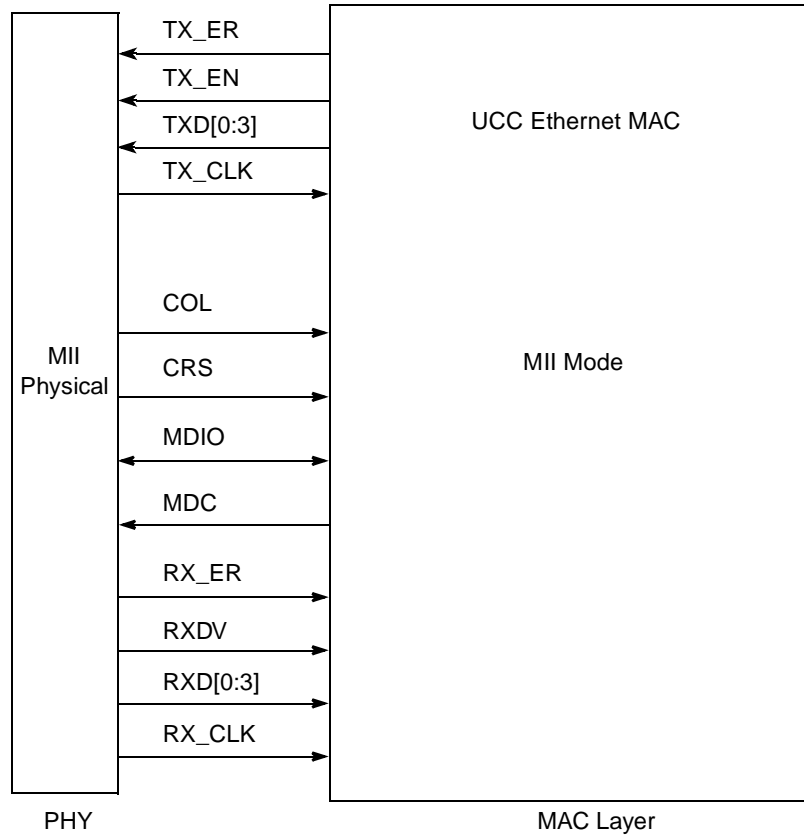 TX_ER
TX_EN
TXD[0:3]
UCC Ethernet MAC
TX_CLK
COL
MII
Physical
CRS
MII Mode
MDIO
MDC
RX_ER
RXDV
RXD[0:3]
RX_CLK
PHY
MAC Layer